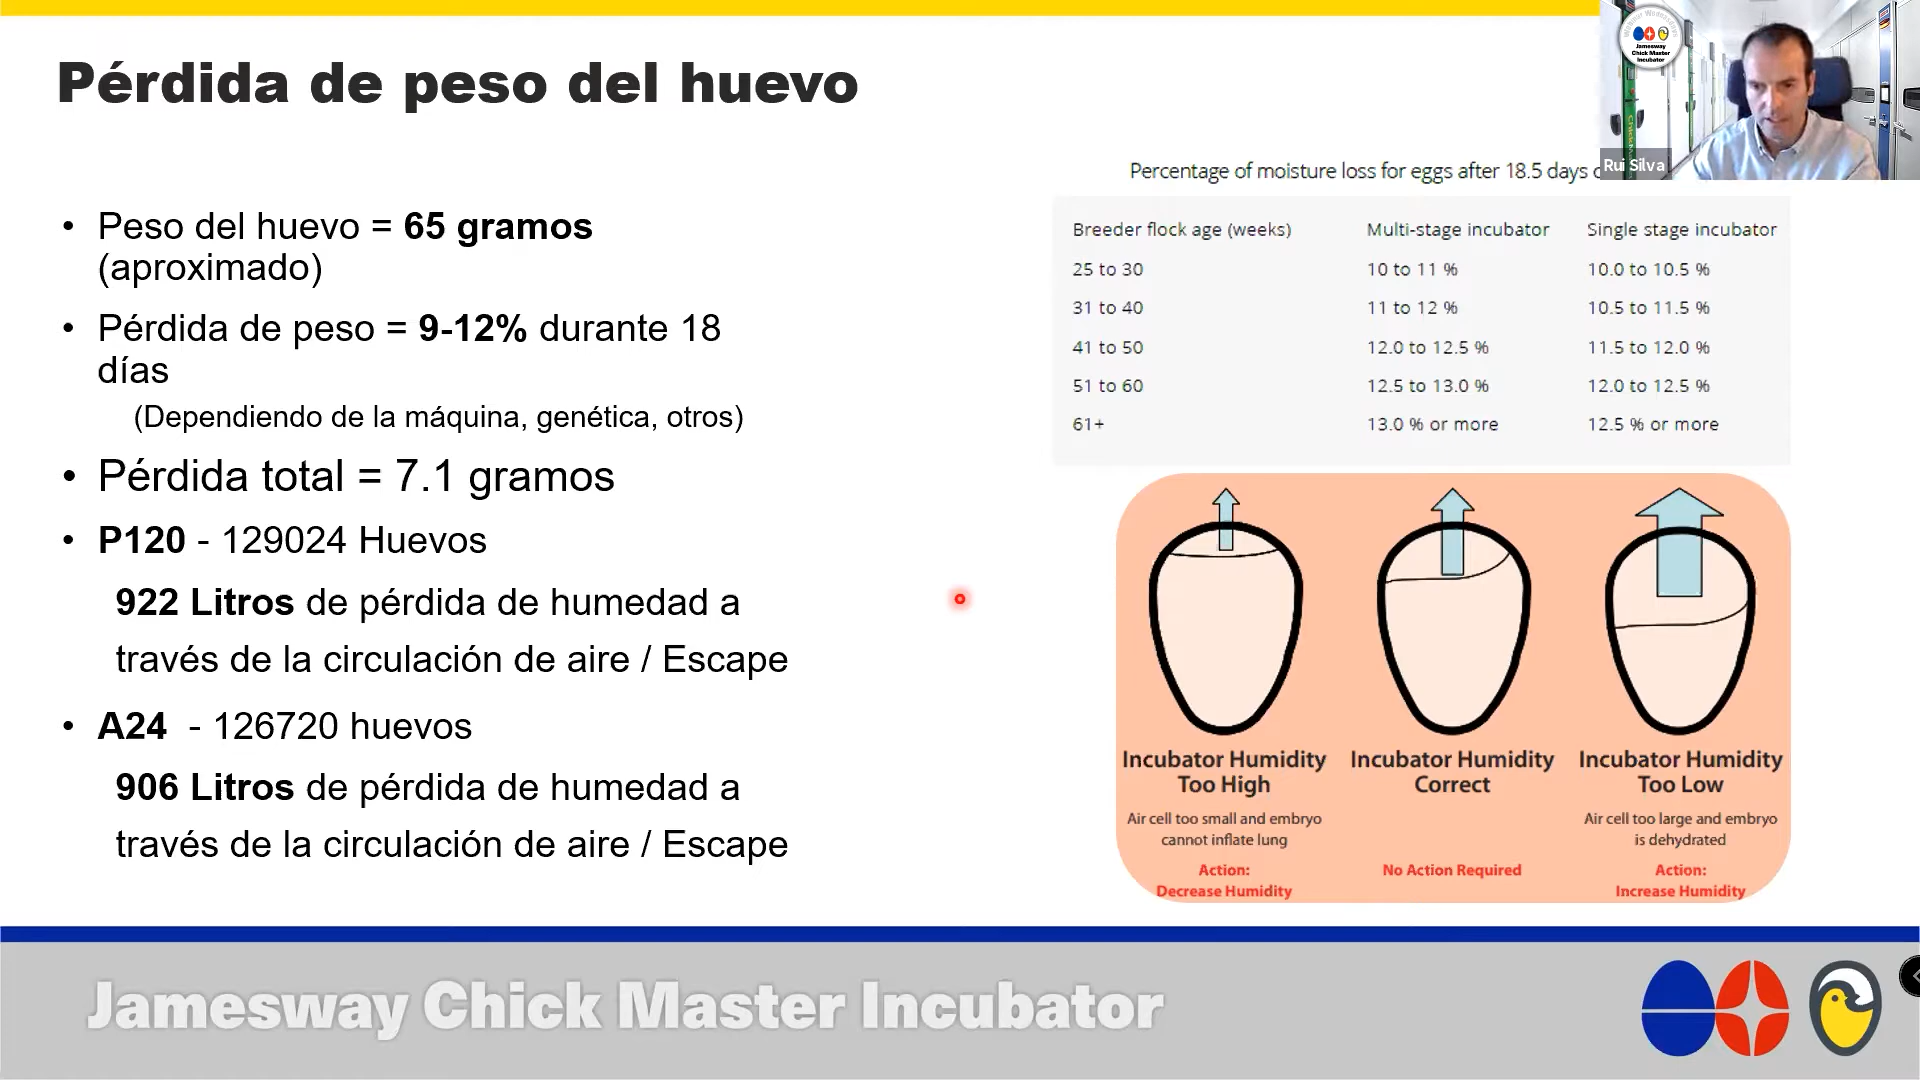 Pérdida de peso del huevo
• Peso del huevo = 65 gramos
(aproximado)
• Pérdida de peso = 9-12% durante 18
días
(Dependiendo de la máquina, genética, otros)
• Pérdida total = 7.1 gramos
• P120 - 129024 Huevos
922 Litros de pérdida de humedad a
través de la circulación de aire / Escape
• A24 - 126720 huevos
906 Litros de pérdida de humedad a
través de la circulación de aire / Escape
Percentage of moisture loss for eggs after 18.5 days
Breeder flock age (weeks) Multi-stage incubator Single stage incubator
25 to 30 10 to 11 % 10.0 to 10.5 %
31 to 40 11 to 12 % 10.5 to 11.5 %
41 to 50 12.0 to 12.5 % 11.5 to 12.0 %
51 to 60 12.5 to 13.0 % 12.0 to 12.5 %
61+ 13.0 % or more 12.5 % or more
Incubator Humidity
Too High
Air cell too small and embryo
cannot inflate lung
Action:
Decrease Humidity
Incubator Humidity
Correct
No Action Required
Incubator Humidity
Too Low
Air cell too large and embryo
is dehydrated
Action:
Increase Humidity
Webinar Wednesdays
Jamesway
Chick Master
Incubator
Rui Silva
Jamesway Chick Master Incubator